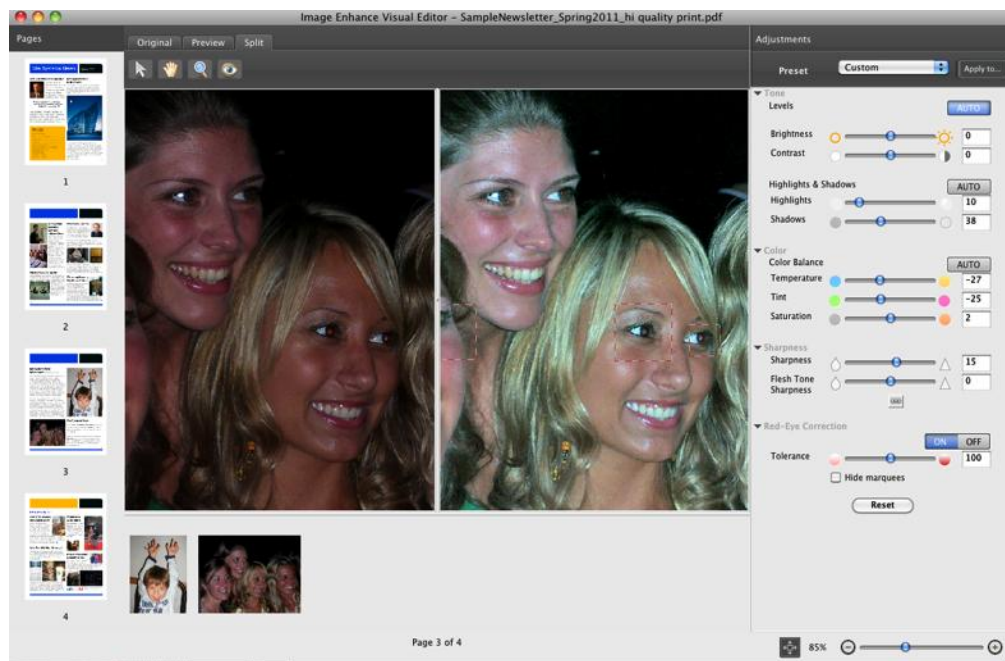 Image Enhance Visual Editor – SampleNewsletter_Spring2011_hi quality print.pdf
Pages
Original Preview Split
Adjustments
Preset Custom Apply to...
Tone
Levels AUTO
Brightness 0
Contrast 0
Highlights & Shadows AUTO
Highlights 10
Shadows 38
Color
Color Balance AUTO
Temperature -27
Tint -25
Saturation 2
Sharpness
Sharpness 15
Flesh Tone
Sharpness 0
Red-Eye Correction
ON OFF
Tolerance 100
Hide marquees
Reset
1
2
3
4
Page 3 of 4
85%